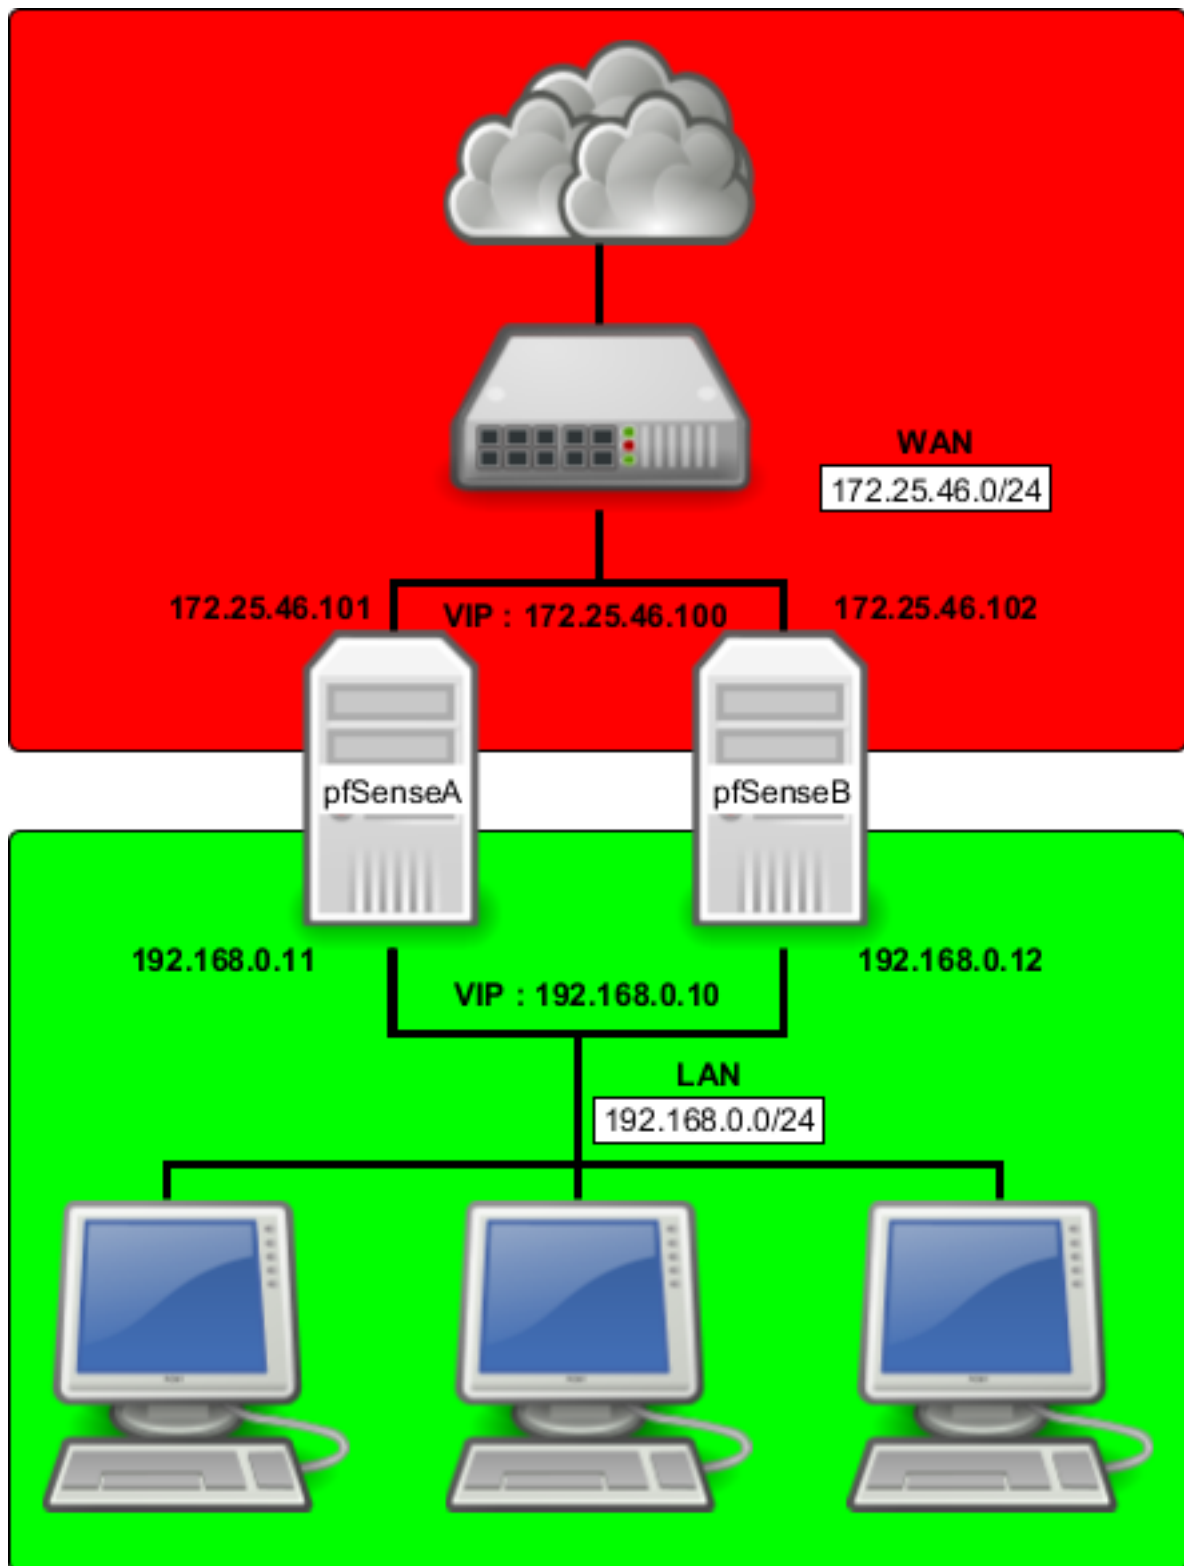 WAN
172.25.46.0/24
172.25.46.101
VIP : 172.25.46.100
172.25.46.102
pfSenseA
pfSenseB
192.168.0.11
192.168.0.12
VIP : 192.168.0.10
LAN
192.168.0.0/24